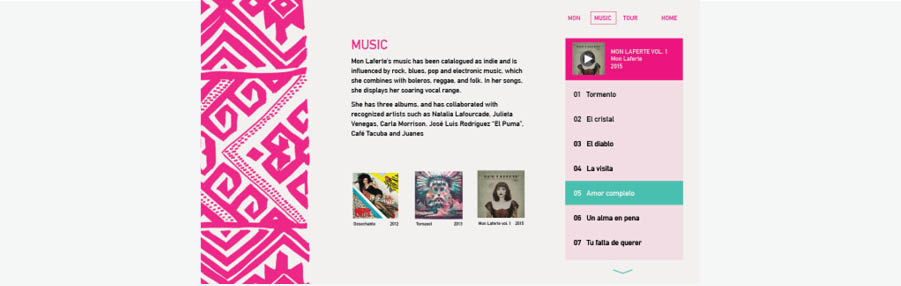 MON MUSIC TOUR HOME
MUSIC
Mon Laferte's music has been calalogued as indie and is
influenced by rock, blues, pop and electronic music, which
she combines with boleros, reggae, and folk. In her songs,
she displays her soaring vocal range.
She has three albums, and has collaborated with
recognized artists such as Natalia Lafourcade, Julieta
Venegas, Carla Morrison, José Luis Rodríguez "El Puma",
Café Tacuba and Juanes
Desechable 2012
Tornasol 2013
Mon Laferte vol. 1 2015
MON LAFERTE VOL. 1
Mon Laferte
2015
01 Tormento
02 El cristal
03 El diablo
04 La visita
05 Amor completo
06 Un alma en pena
07 Tu falta de querer